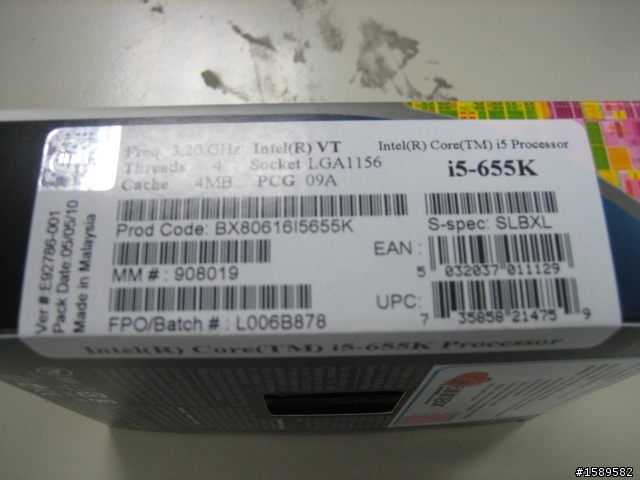 Freq. 3.20 GHz Intel(R) VT Intel(R) Core(TM) i5 Processor
Threads 4 Socket LGA1156 i5-655K
Cache 4MB PCG 09A
Prod Code: BX80616I5655K S-spec: SLBXL
MM # : 908019 EAN : 5 032037 011129
FPO/Batch # : L006B878 UPC: 7 35858 21475 9
Ver #:E92786-001
Pack Date:05/05/10
Made in Malaysia
Intel(R) Core(TM) i5-655K Processor
#1589582